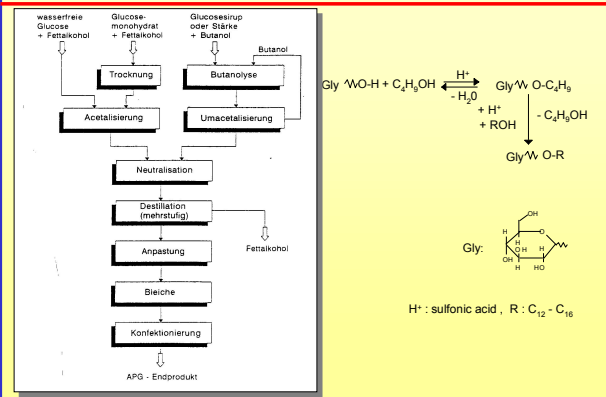 wasserfreie
Glucose
+ Fettalkohol
Glucose-
monohydrat
+ Fettalkohol
Glucosesirup
oder Stärke
+ Butanol
Butanol
Trocknung
Butanolyse
Acetalisierung
Umacetalisierung
Neutralisation
Destillation
(mehrstufig)
Fettalkohol
Anpastung
Bleiche
Konfektionierung
APG - Endprodukt
Gly O-H + C4H9OH
H+
- H20
Gly O-C4H9
+ H+
+ ROH
- C4H9OH
Gly O-R
Gly:
OH
H
O
H
OH
H
OH
H
HO
H+ : sulfonic acid , R : C12 - C16